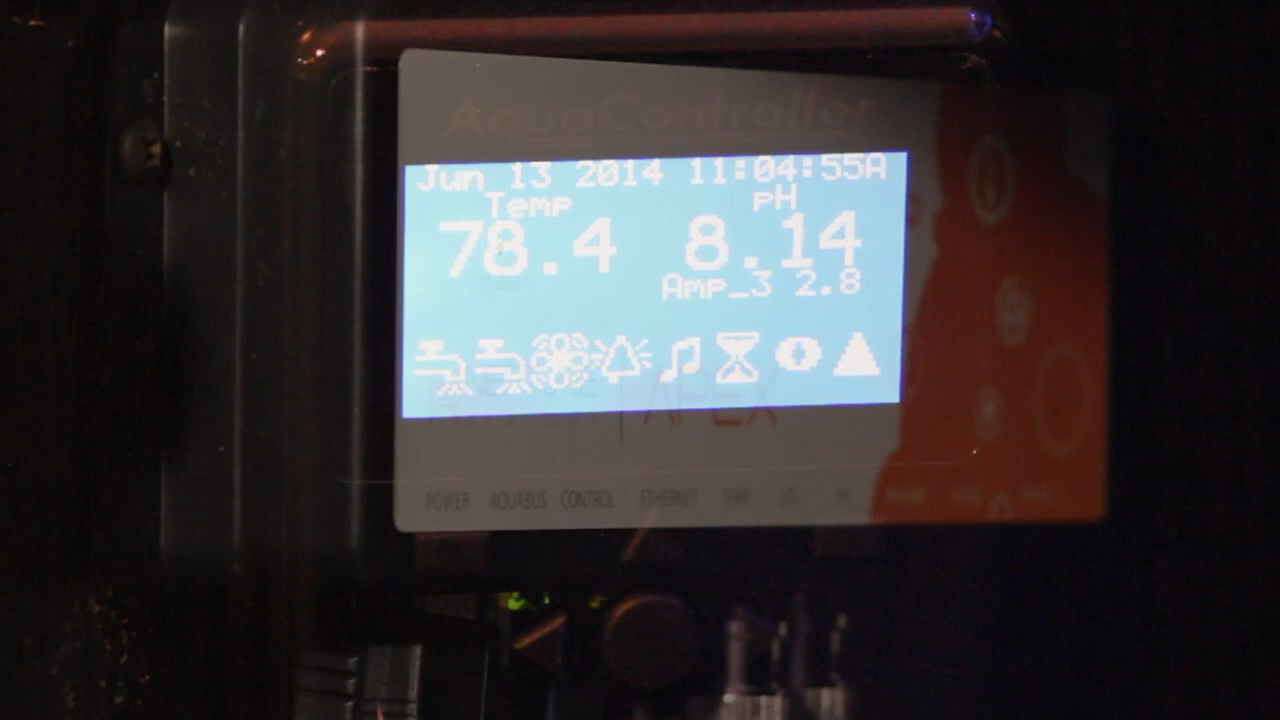 AquaController
Jun 13 2014 11:04:55A
Temp pH
78.4 8.14
Amp_3 2.8
APEX
POWER AQUABUS CONTROL ETHERNET TEMP